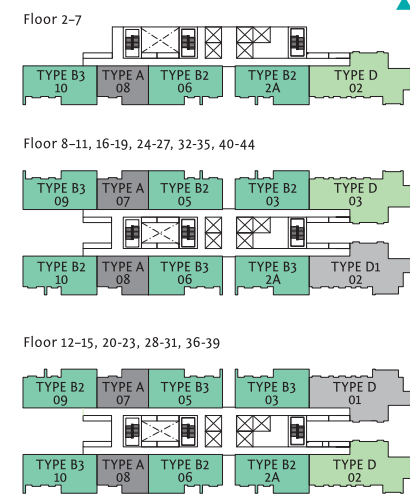 Floor 2–7
TYPE B3 TYPE A TYPE B2 TYPE B2 TYPE D
10 08 06 2A 02
Floor 8–11, 16-19, 24-27, 32-35, 40-44
TYPE B3 TYPE A TYPE B2 TYPE B2 TYPE D
09 07 05 03 03
TYPE B2 TYPE A TYPE B3 TYPE B3 TYPE D1
10 08 06 2A 02
Floor 12–15, 20-23, 28-31, 36-39
TYPE B2 TYPE A TYPE B3 TYPE B3 TYPE D
09 07 05 03 01
TYPE B3 TYPE A TYPE B2 TYPE B2 TYPE D
10 08 06 2A 02